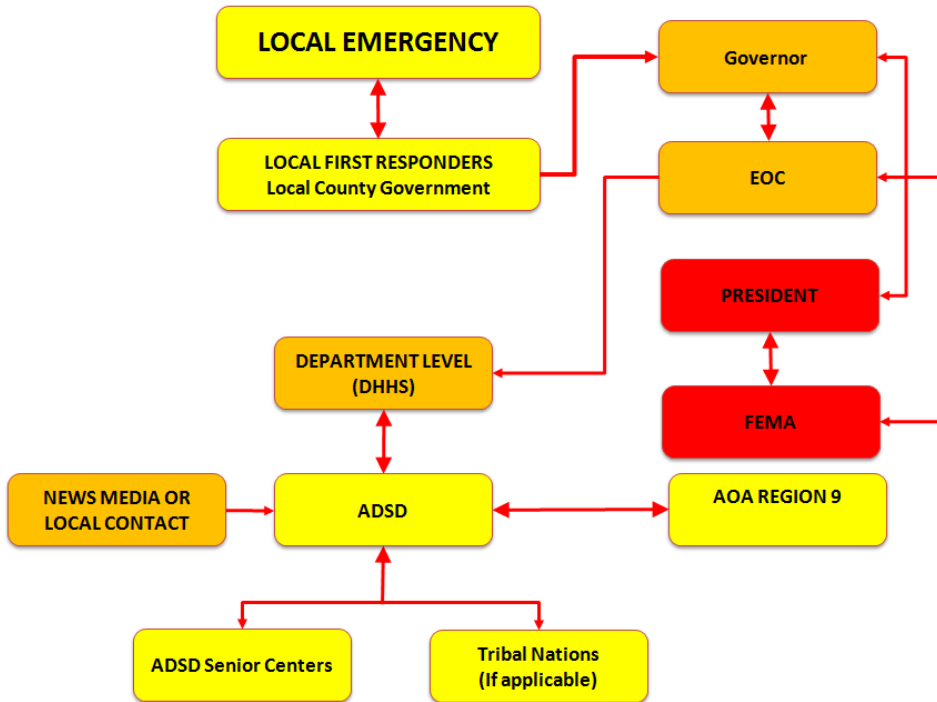 LOCAL EMERGENCY
Governor
LOCAL FIRST RESPONDERS
Local County Government
EOC
PRESIDENT
DEPARTMENT LEVEL
(DHHS)
FEMA
NEWS MEDIA OR
LOCAL CONTACT
ADSD
AOA REGION 9
ADSD Senior Centers
Tribal Nations
(If applicable)